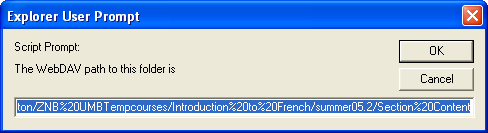 Explorer User Prompt
Script Prompt:
OK
The WebDAV path to this folder is
Cancel
ton/ZNB%20UMBTempcourses/Introduction%20to%20French/summer05.2/Section%20Content